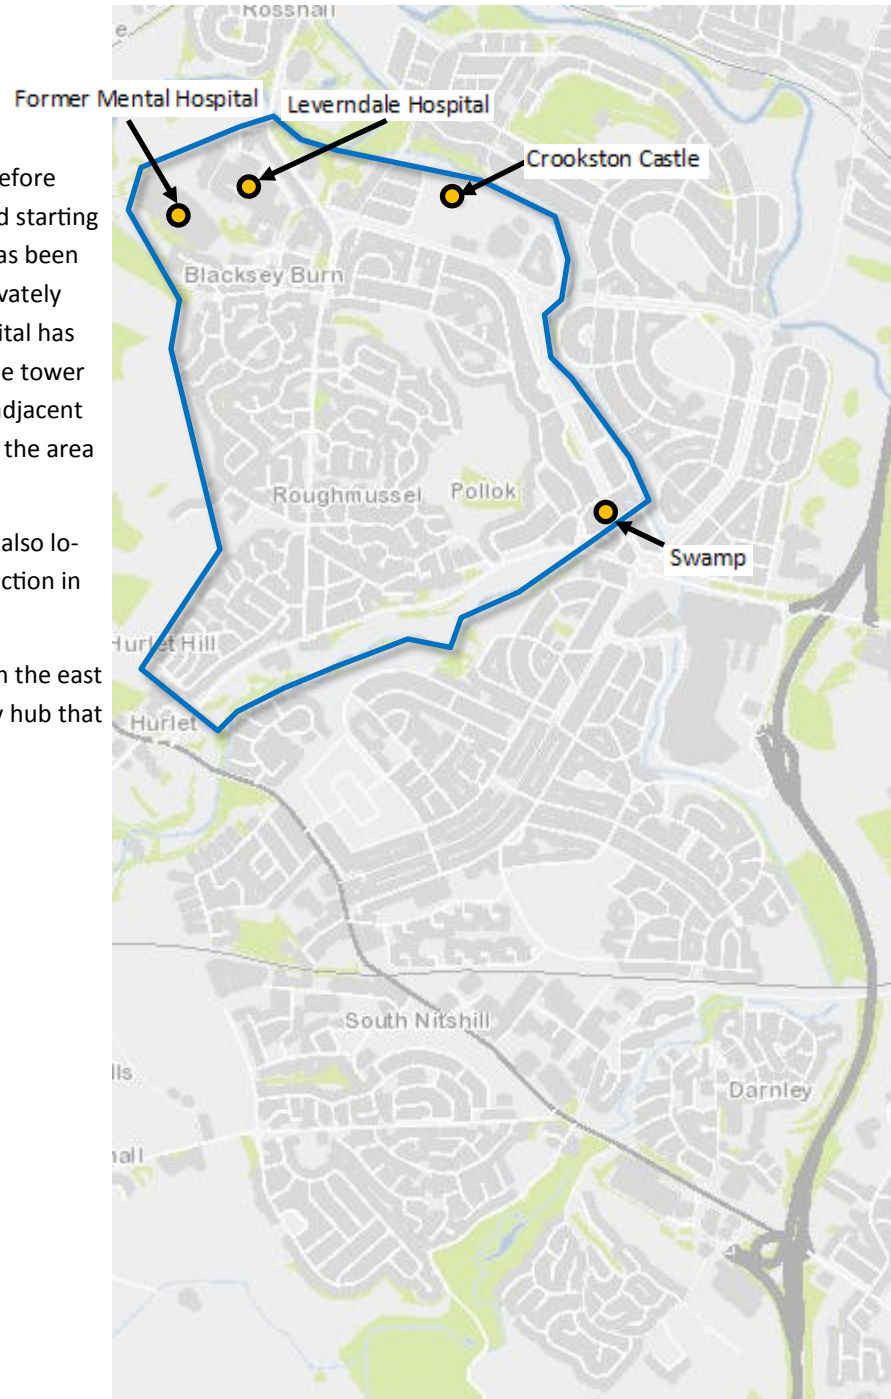 Rosshall
e.
Former Mental Hospital
Leverndale Hospital
Crookston Castle
efore
d starting
as been
vately
ital has
e tower
adjacent
the area
also lo-
ction in
n the east
y hub that
Blacksey Burn
Roughmussel
Pollok
Swamp
Hurlet Hill
Hurlet
South Nitshill
Darnley
lls
hall